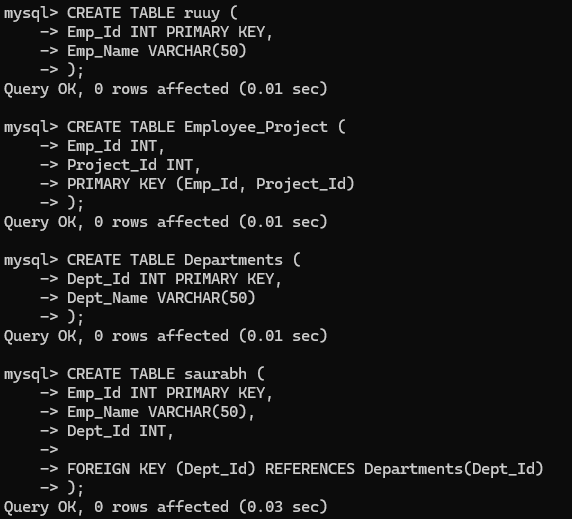 mysql> CREATE TABLE ruuy (
    -> Emp_Id INT PRIMARY KEY,
    -> Emp_Name VARCHAR(50)
    -> );
Query OK, 0 rows affected (0.01 sec)

mysql> CREATE TABLE Employee_Project (
    -> Emp_Id INT,
    -> Project_Id INT,
    -> PRIMARY KEY (Emp_Id, Project_Id)
    -> );
Query OK, 0 rows affected (0.01 sec)

mysql> CREATE TABLE Departments (
    -> Dept_Id INT PRIMARY KEY,
    -> Dept_Name VARCHAR(50)
    -> );
Query OK, 0 rows affected (0.01 sec)

mysql> CREATE TABLE saurabh (
    -> Emp_Id INT PRIMARY KEY,
    -> Emp_Name VARCHAR(50),
    -> Dept_Id INT,
    ->
    -> FOREIGN KEY (Dept_Id) REFERENCES Departments(Dept_Id)
    -> );
Query OK, 0 rows affected (0.03 sec)